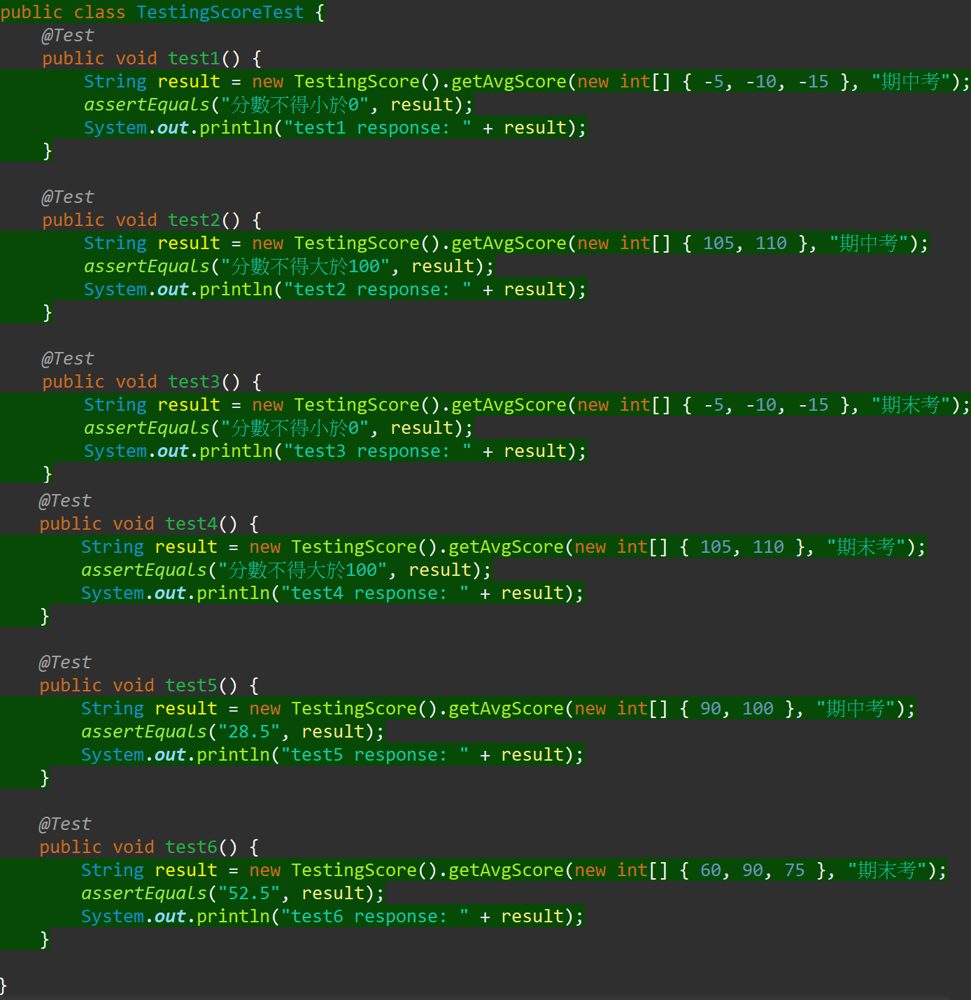 public class TestingScoreTest {
@Test
public void test1() {
String result = new TestingScore().getAvgScore(new int[] { -5, -10, -15 }, "期中考");
assertEquals("分數不得小於0", result);
System.out.println("test1 response: " + result);
}
@Test
public void test2() {
String result = new TestingScore().getAvgScore(new int[] { 105, 110 }, "期中考");
assertEquals("分數不得大於100", result);
System.out.println("test2 response: " + result);
}
@Test
public void test3() {
String result = new TestingScore().getAvgScore(new int[] { -5, -10, -15 }, "期末考");
assertEquals("分數不得小於0", result);
System.out.println("test3 response: " + result);
}
@Test
public void test4() {
String result = new TestingScore().getAvgScore(new int[] { 105, 110 }, "期末考");
assertEquals("分數不得大於100", result);
System.out.println("test4 response: " + result);
}
@Test
public void test5() {
String result = new TestingScore().getAvgScore(new int[] { 90, 100 }, "期中考");
assertEquals("28.5", result);
System.out.println("test5 response: " + result);
}
@Test
public void test6() {
String result = new TestingScore().getAvgScore(new int[] { 60, 90, 75 }, "期末考");
assertEquals("52.5", result);
System.out.println("test6 response: " + result);
}
}